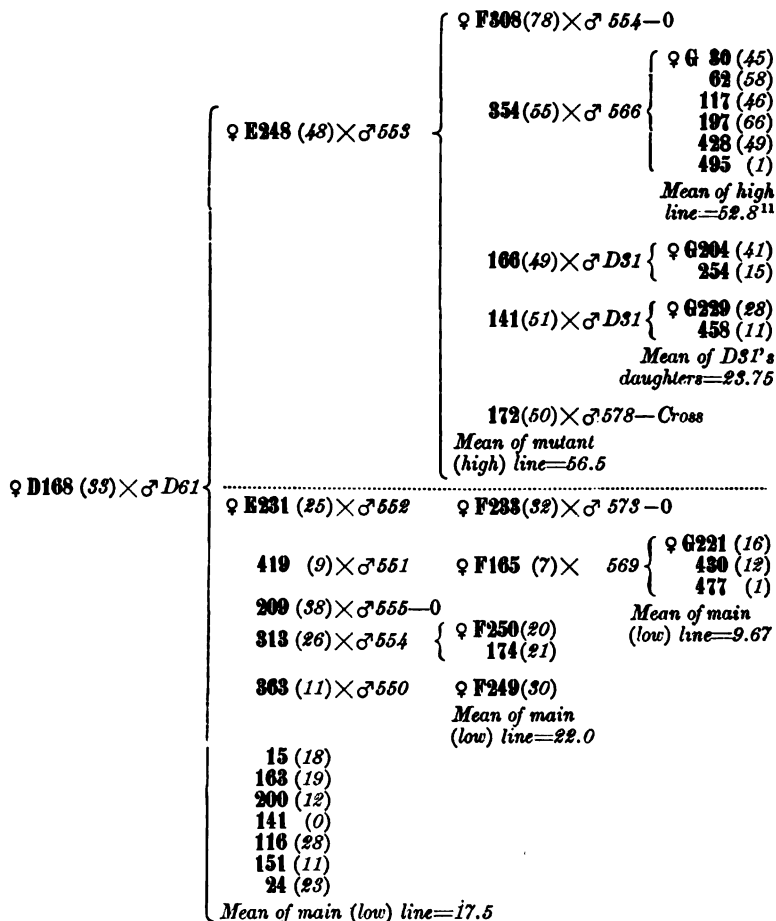 ♀ F308 (78) × ♂ 554—0
♀ G 30 (45)
62 (58)
117 (46)
354 (55) × ♂ 566
197 (66)
♀ E248 (48) × ♂ 553
428 (49)
495 (1)
Mean of high
line=52.8¹¹
166 (49) × ♂ D31
♀ G204 (41)
254 (15)
141 (51) × ♂ D31
♀ G229 (28)
458 (11)
Mean of D31's
daughters=23.75
172 (50) × ♂ 578—Cross
Mean of mutant
(high) line=56.5
♀ D168 (33) × ♂ D61
♀ E231 (25) × ♂ 552 ♀ F233 (32) × ♂ 573—0
419 (9) × ♂ 551 ♀ F165 (7) × 569
♀ G221 (16)
430 (12)
477 (1)
209 (38) × ♂ 555—0
Mean of main
(low) line=9.67
313 (26) × ♂ 554
♀ F250 (20)
174 (21)
363 (11) × ♂ 550 ♀ F249 (30)
Mean of main
(low) line=22.0
15 (18)
163 (19)
200 (12)
141 (0)
116 (28)
151 (11)
24 (23)
Mean of main (low) line=17.5